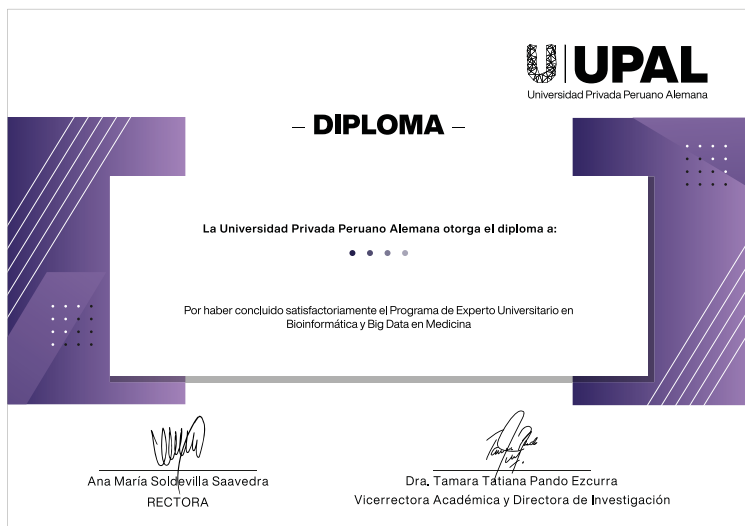 UPAL
Universidad Privada Peruano Alemana
– DIPLOMA –
La Universidad Privada Peruano Alemana otorga el diploma a:
Por haber concluido satisfactoriamente el Programa de Experto Universitario en
Bioinformática y Big Data en Medicina
Ana María Soldevilla Saavedra
RECTORA
Dra. Tamara Tatiana Pando Ezcurra
Vicerrectora Académica y Directora de Investigación